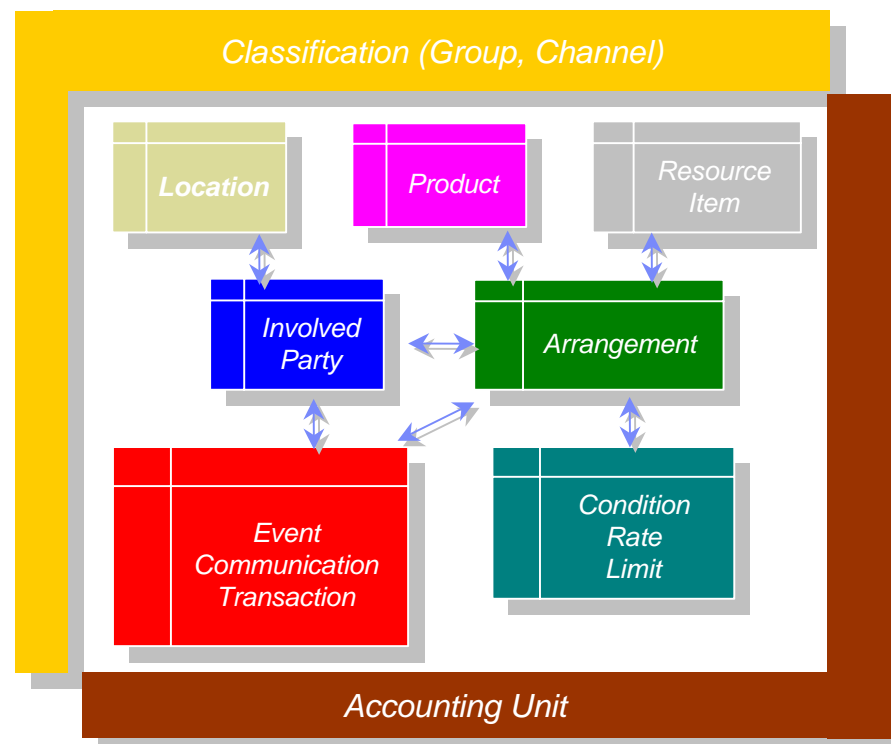 Classification (Group, Channel)
Location
Product
Resource
Item
Involved
Party
Arrangement
Event
Communication
Transaction
Condition
Rate
Limit
Accounting Unit